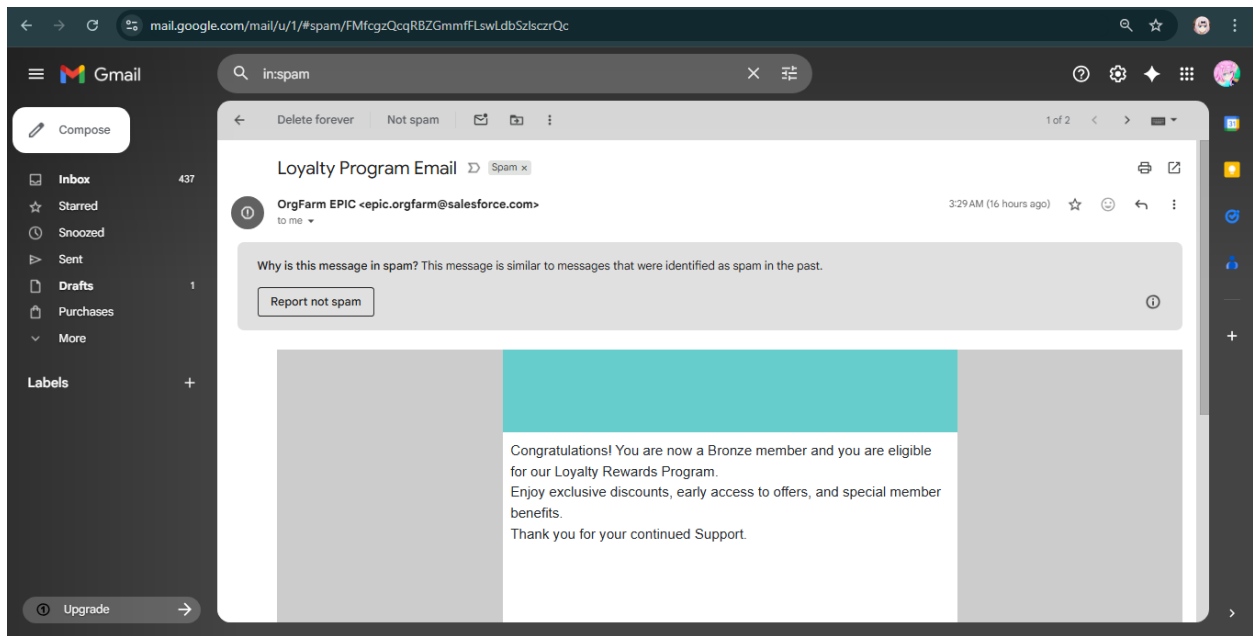 mail.google.com/mail/u/1/#spam/FMfcgzQcqRBZGmmfFLswLdbSzlsczrQc
Gmail
in:spam
Compose
Delete forever
Not spam
1 of 2
Inbox
437
Starred
Snoozed
Sent
Drafts
1
Purchases
More
Labels
Upgrade
Loyalty Program Email
Spam ×
OrgFarm EPIC <epic.orgfarm@salesforce.com>
3:29 AM (16 hours ago)
to me
Why is this message in spam? This message is similar to messages that were identified as spam in the past.
Report not spam
Congratulations! You are now a Bronze member and you are eligible
for our Loyalty Rewards Program.
Enjoy exclusive discounts, early access to offers, and special member
benefits.
Thank you for your continued Support.
31